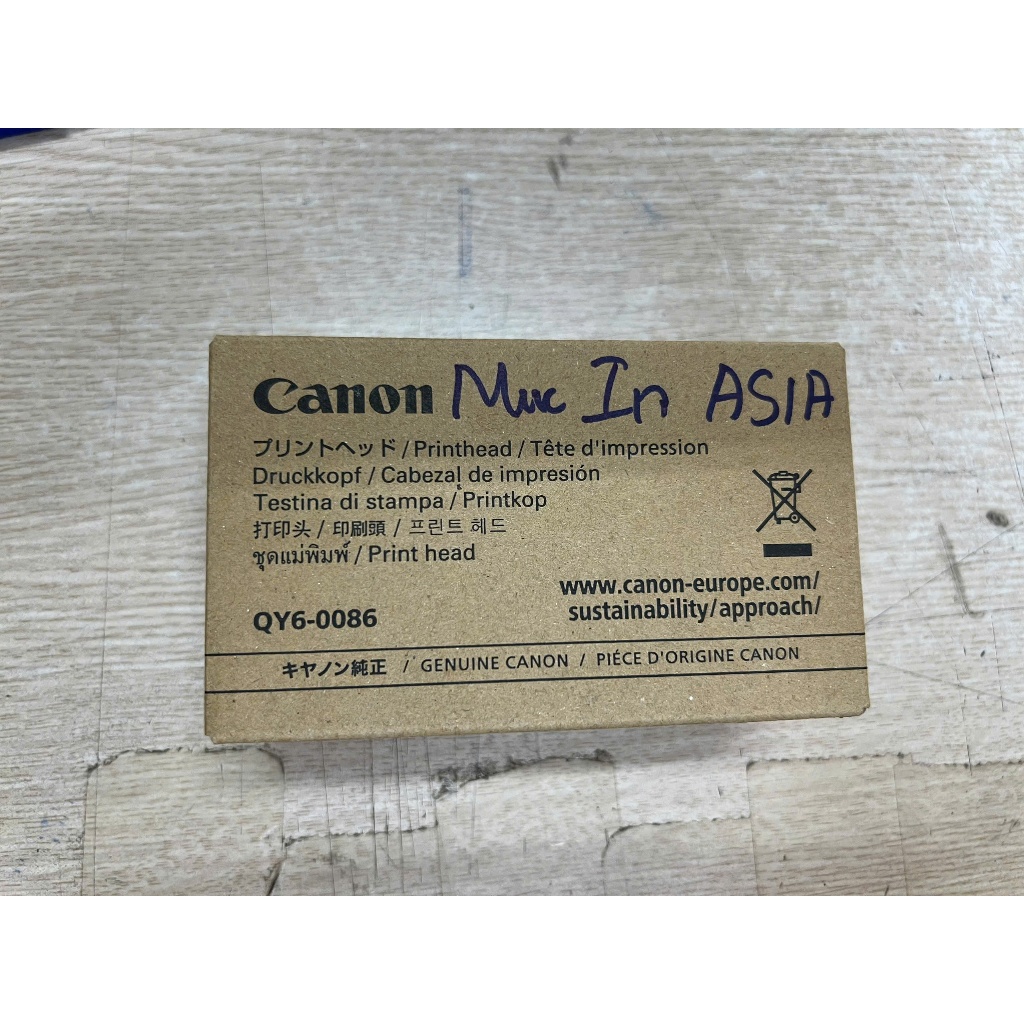 Canon Muc In ASIA
プリントヘッド / Printhead / Tête d'impression
Druckkopf / Cabezal de impresión
Testina di stampa / Printkop
打印头 / 印刷頭 / 프린트 헤드
ชุดแม่พิมพ์ / Print head
www.canon-europe.com/
sustainability/approach/
QY6-0086
キヤノン純正 / GENUINE CANON / PIÉCE D'ORIGINE CANON